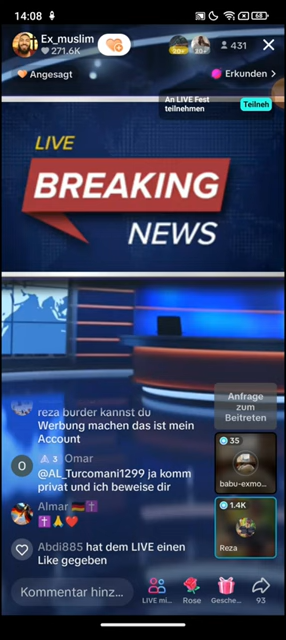 14:08
68
Ex_muslim
271.6K
20+
30+
431
Angesagt
Erkunden >
An LIVE Fest
teilnehmen
Teilneh
LIVE
BREAKING
NEWS
reza burder kannst du
Werbung machen das ist mein
Account
Anfrage
zum
Beitreten
O
3 Omar
@AL_Turcomani1299 ja komm
privat und ich beweise dir
35
babu-exmo...
Almar
1.4K
Reza
Abdi885 hat dem LIVE einen
Like gegeben
Kommentar hinz...
LIVE mi...
Rose
Gesche...
93